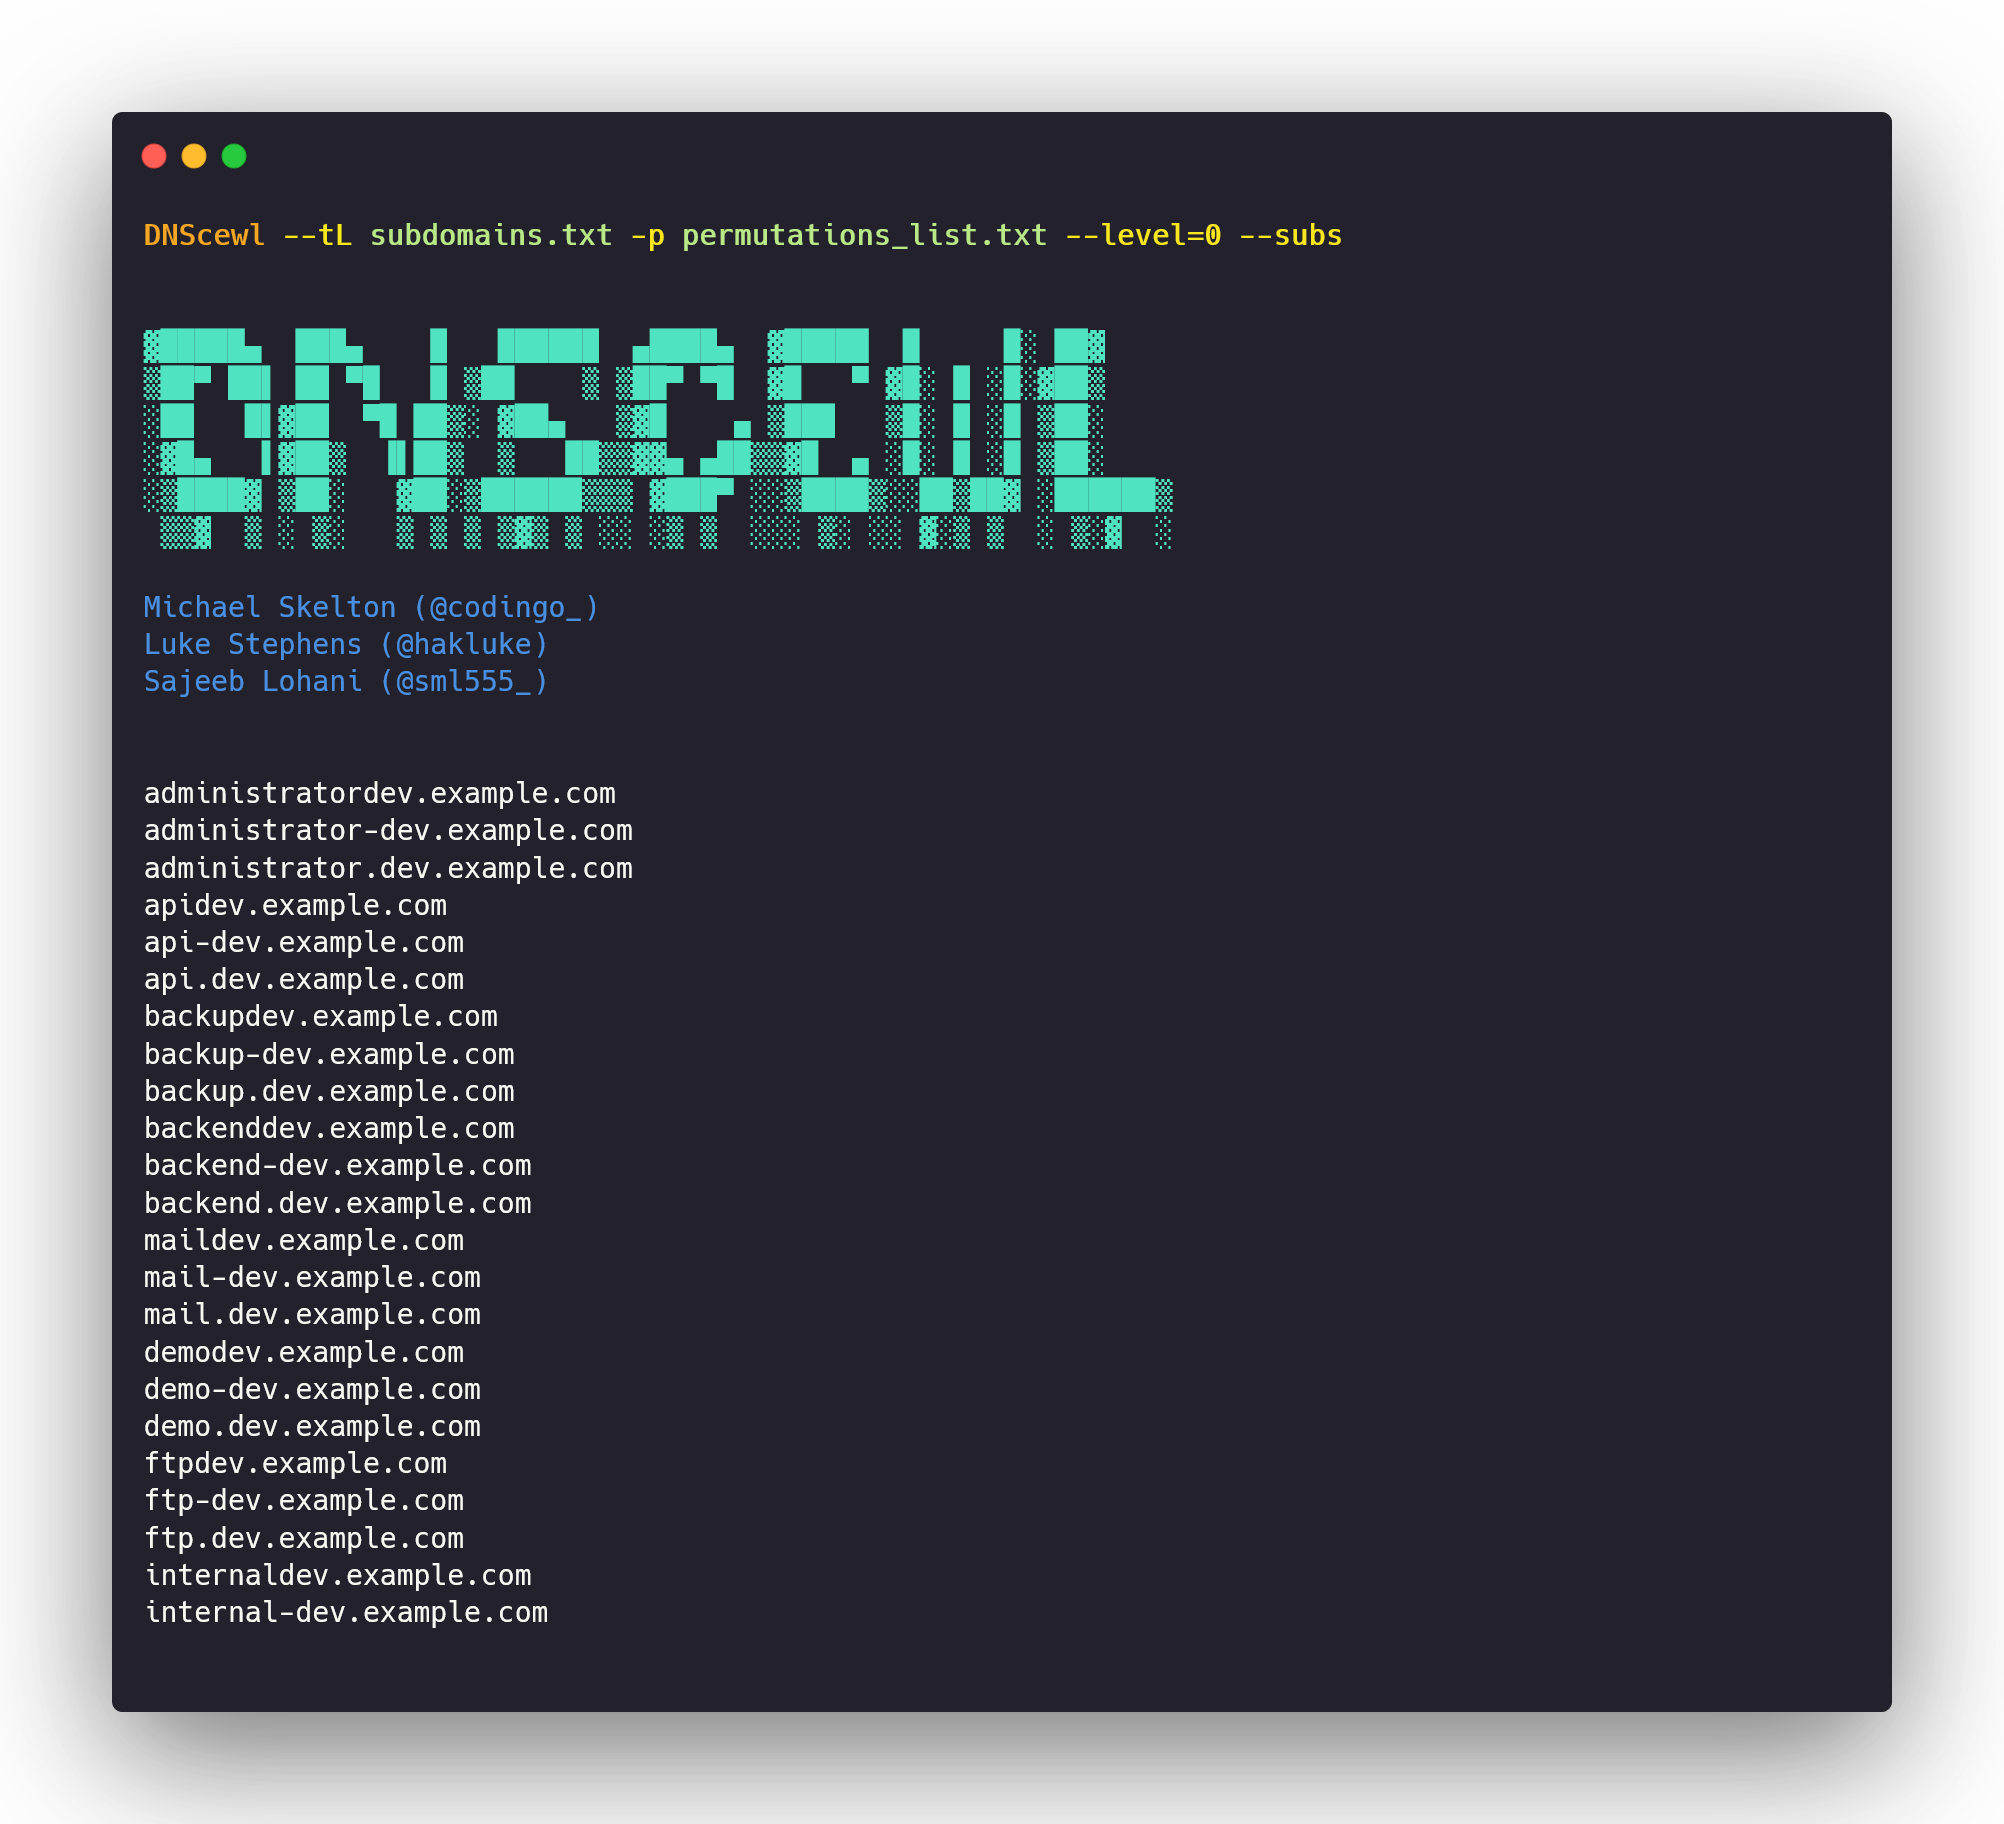 DNScewl --tL subdomains.txt -p permutations_list.txt --level=0 --subs
DNSCEWL
Michael Skelton (@codingo_)
Luke Stephens (@hakluke)
Sajeeb Lohani (@sml555_)
administratordev.example.com
administrator-dev.example.com
administrator.dev.example.com
apidev.example.com
api-dev.example.com
api.dev.example.com
backupdev.example.com
backup-dev.example.com
backup.dev.example.com
backenddev.example.com
backend-dev.example.com
backend.dev.example.com
maildev.example.com
mail-dev.example.com
mail.dev.example.com
demodev.example.com
demo-dev.example.com
demo.dev.example.com
ftpdev.example.com
ftp-dev.example.com
ftp.dev.example.com
internaldev.example.com
internal-dev.example.com